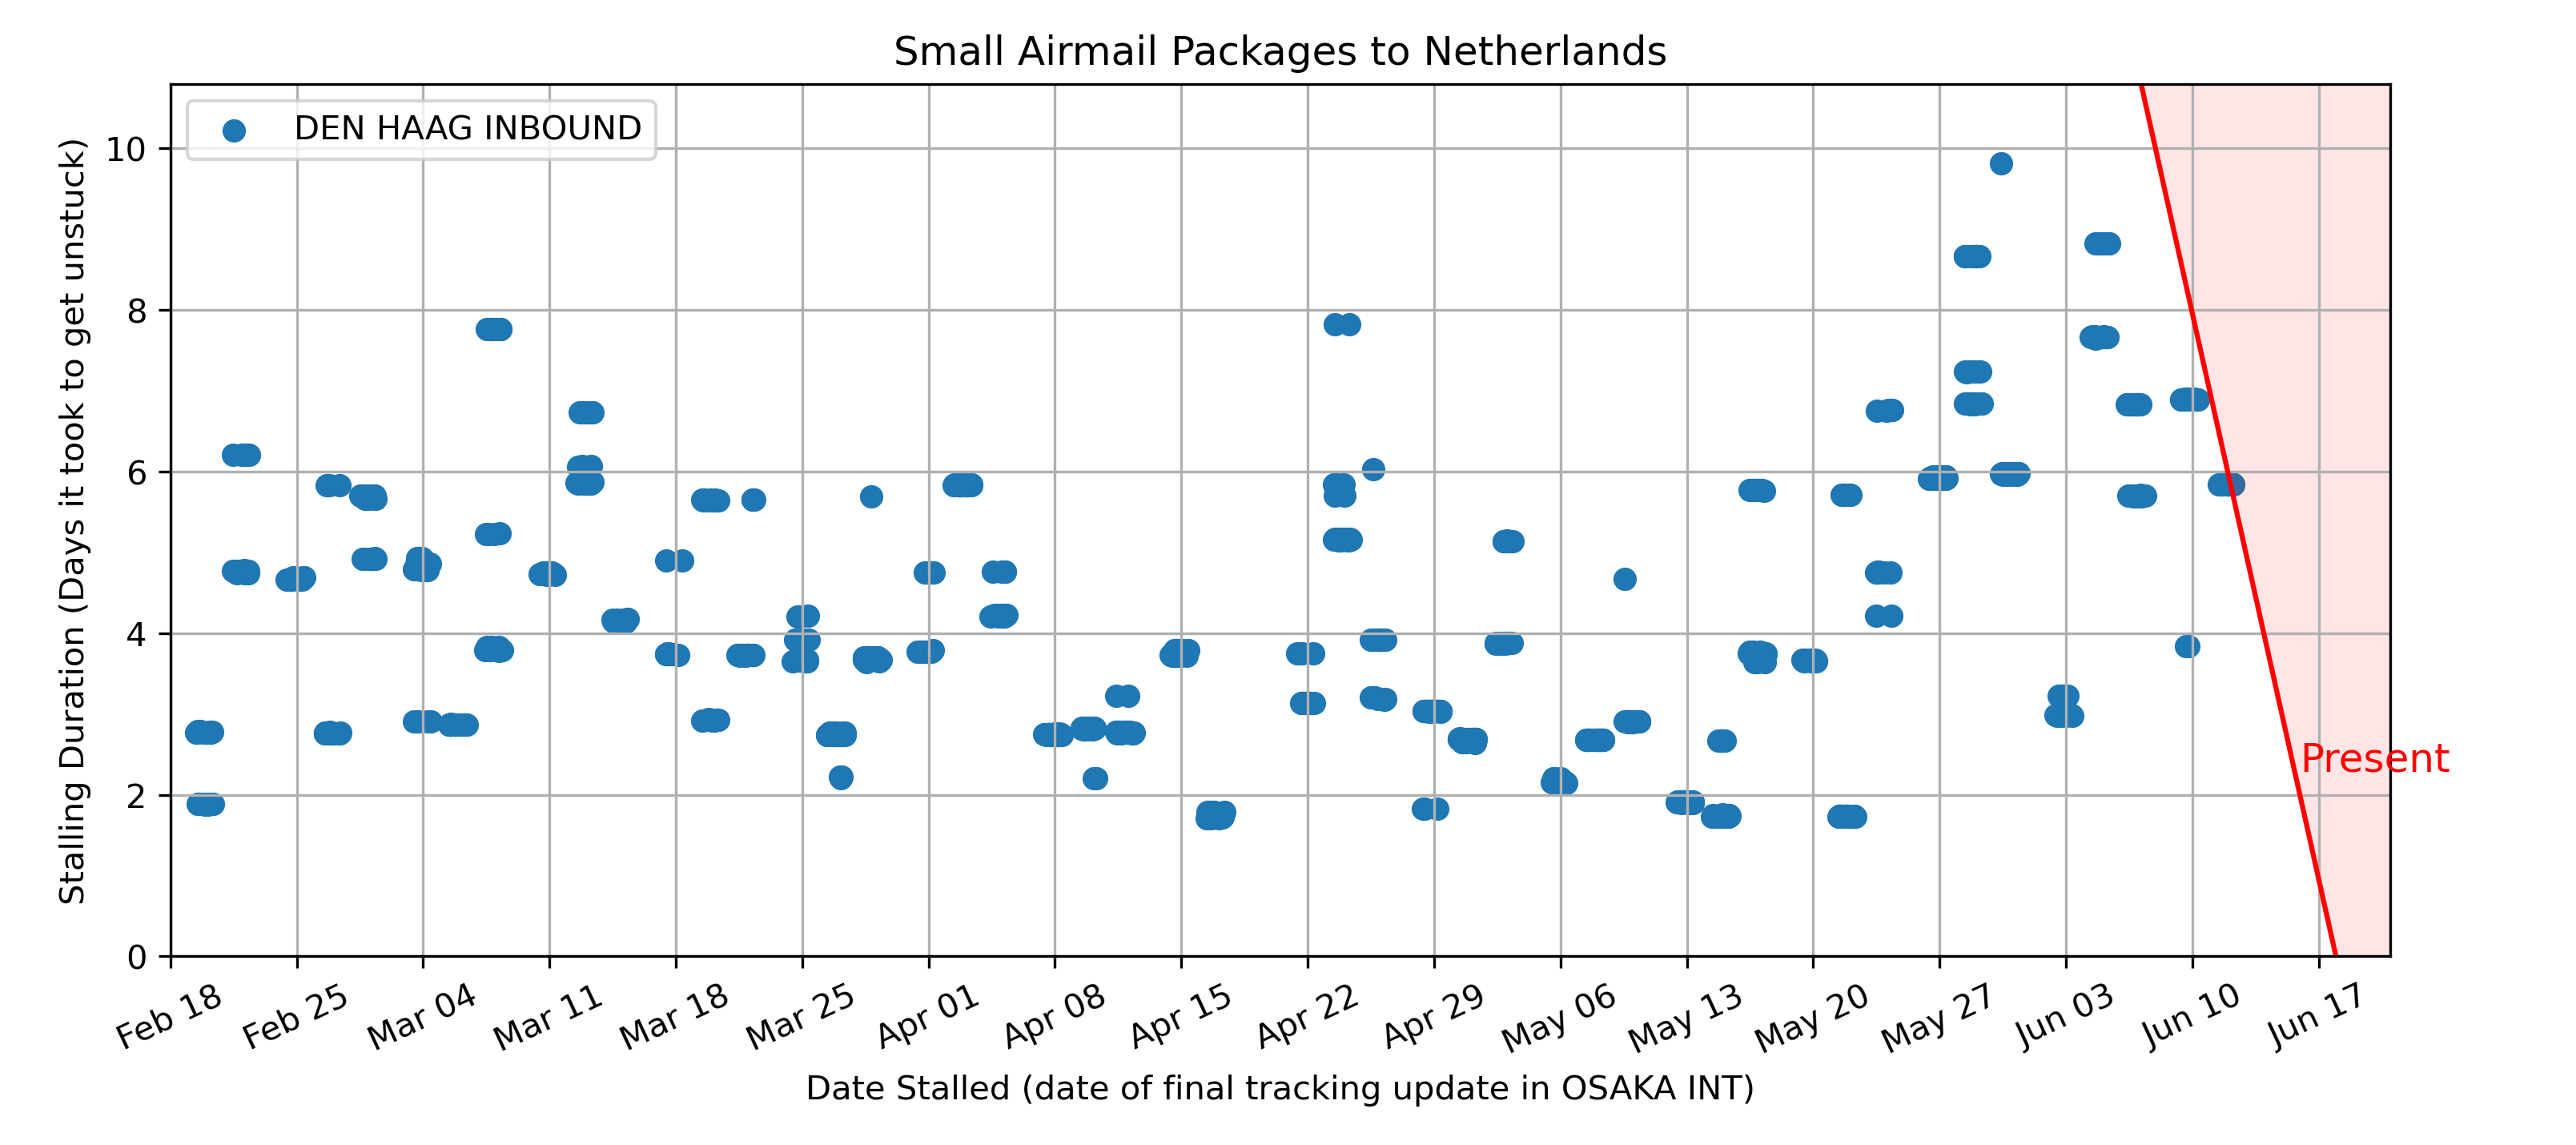 Small Airmail Packages to Netherlands
DEN HAAG INBOUND
Stalling Duration (Days it took to get unstuck)
10
8
6
4
2
0
Present
Feb 18
Feb 25
Mar 04
Mar 11
Mar 18
Mar 25
Apr 01
Apr 08
Apr 15
Apr 22
Apr 29
May 06
May 13
May 20
May 27
Jun 03
Jun 10
Jun 17
Date Stalled (date of final tracking update in OSAKA INT)